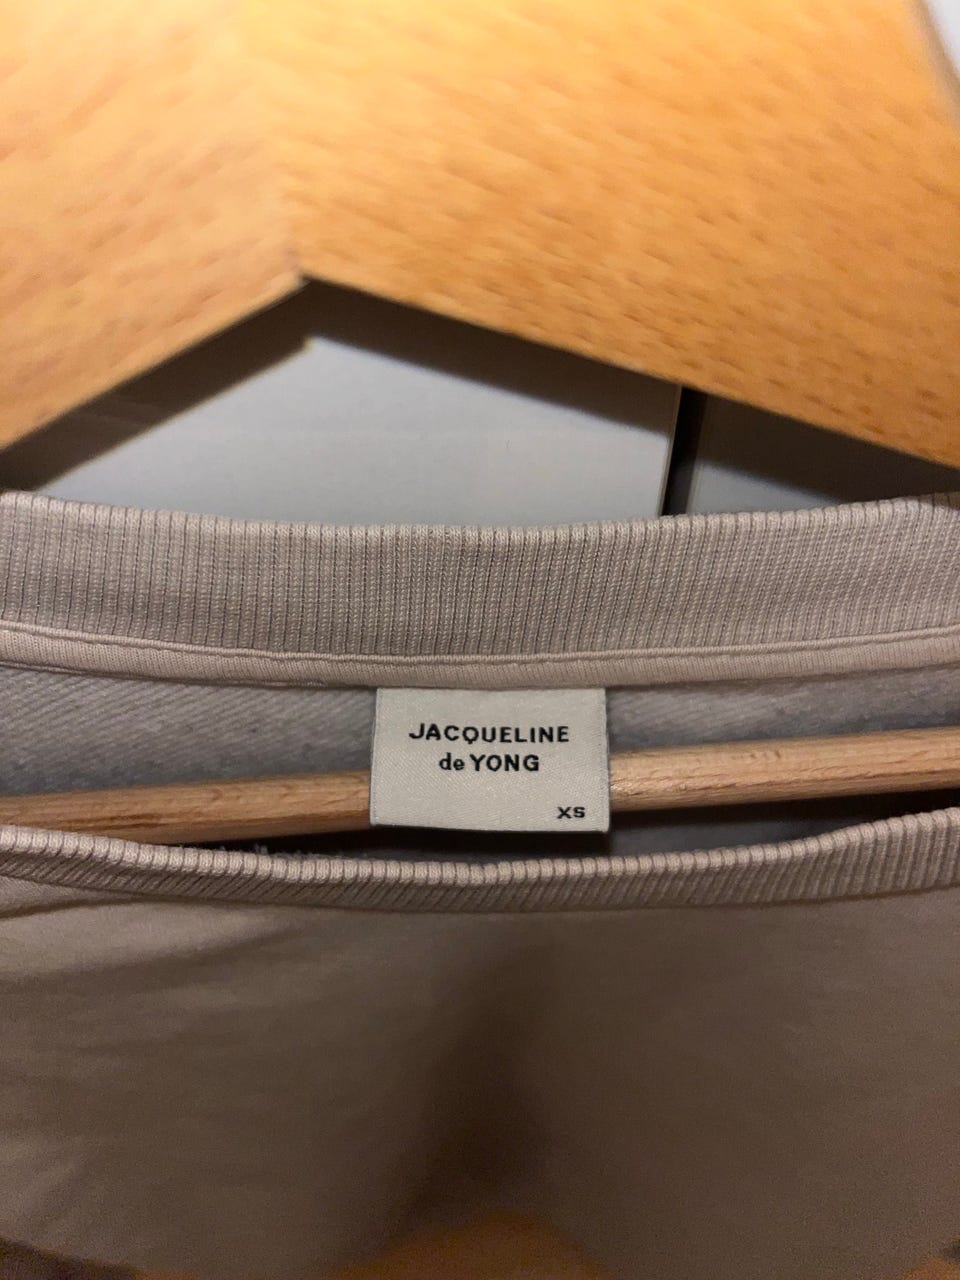 JACQUELINE
de YONG
XS